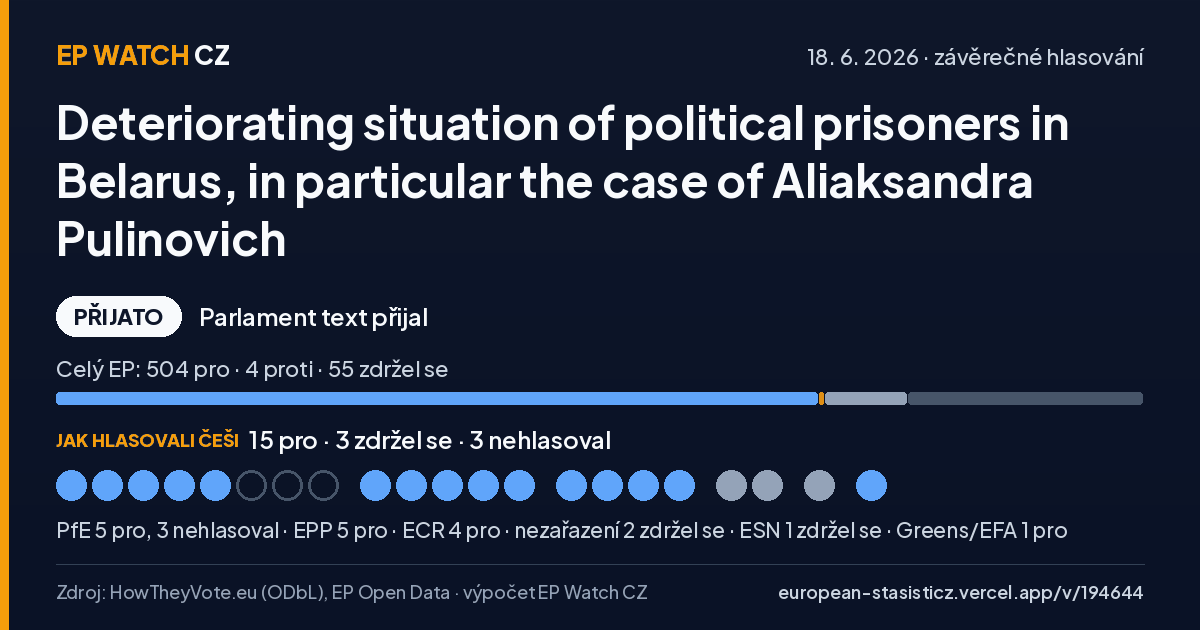 EP WATCH CZ
18. 6. 2026 · závěrečné hlasování
Deteriorating situation of political prisoners in
Belarus, in particular the case of Aliaksandra
Pulinovich
PŘIJATO Parlament text přijal
Celý EP: 504 pro · 4 proti · 55 zdržel se
JAK HLASOVALI ČEŠI 15 pro · 3 zdržel se · 3 nehlasoval
PfE 5 pro, 3 nehlasoval · EPP 5 pro · ECR 4 pro · nezařazení 2 zdržel se · ESN 1 zdržel se · Greens/EFA 1 pro
Zdroj: HowTheyVote.eu (ODbL), EP Open Data · výpočet EP Watch CZ
european-stasisticz.vercel.app/v/194644